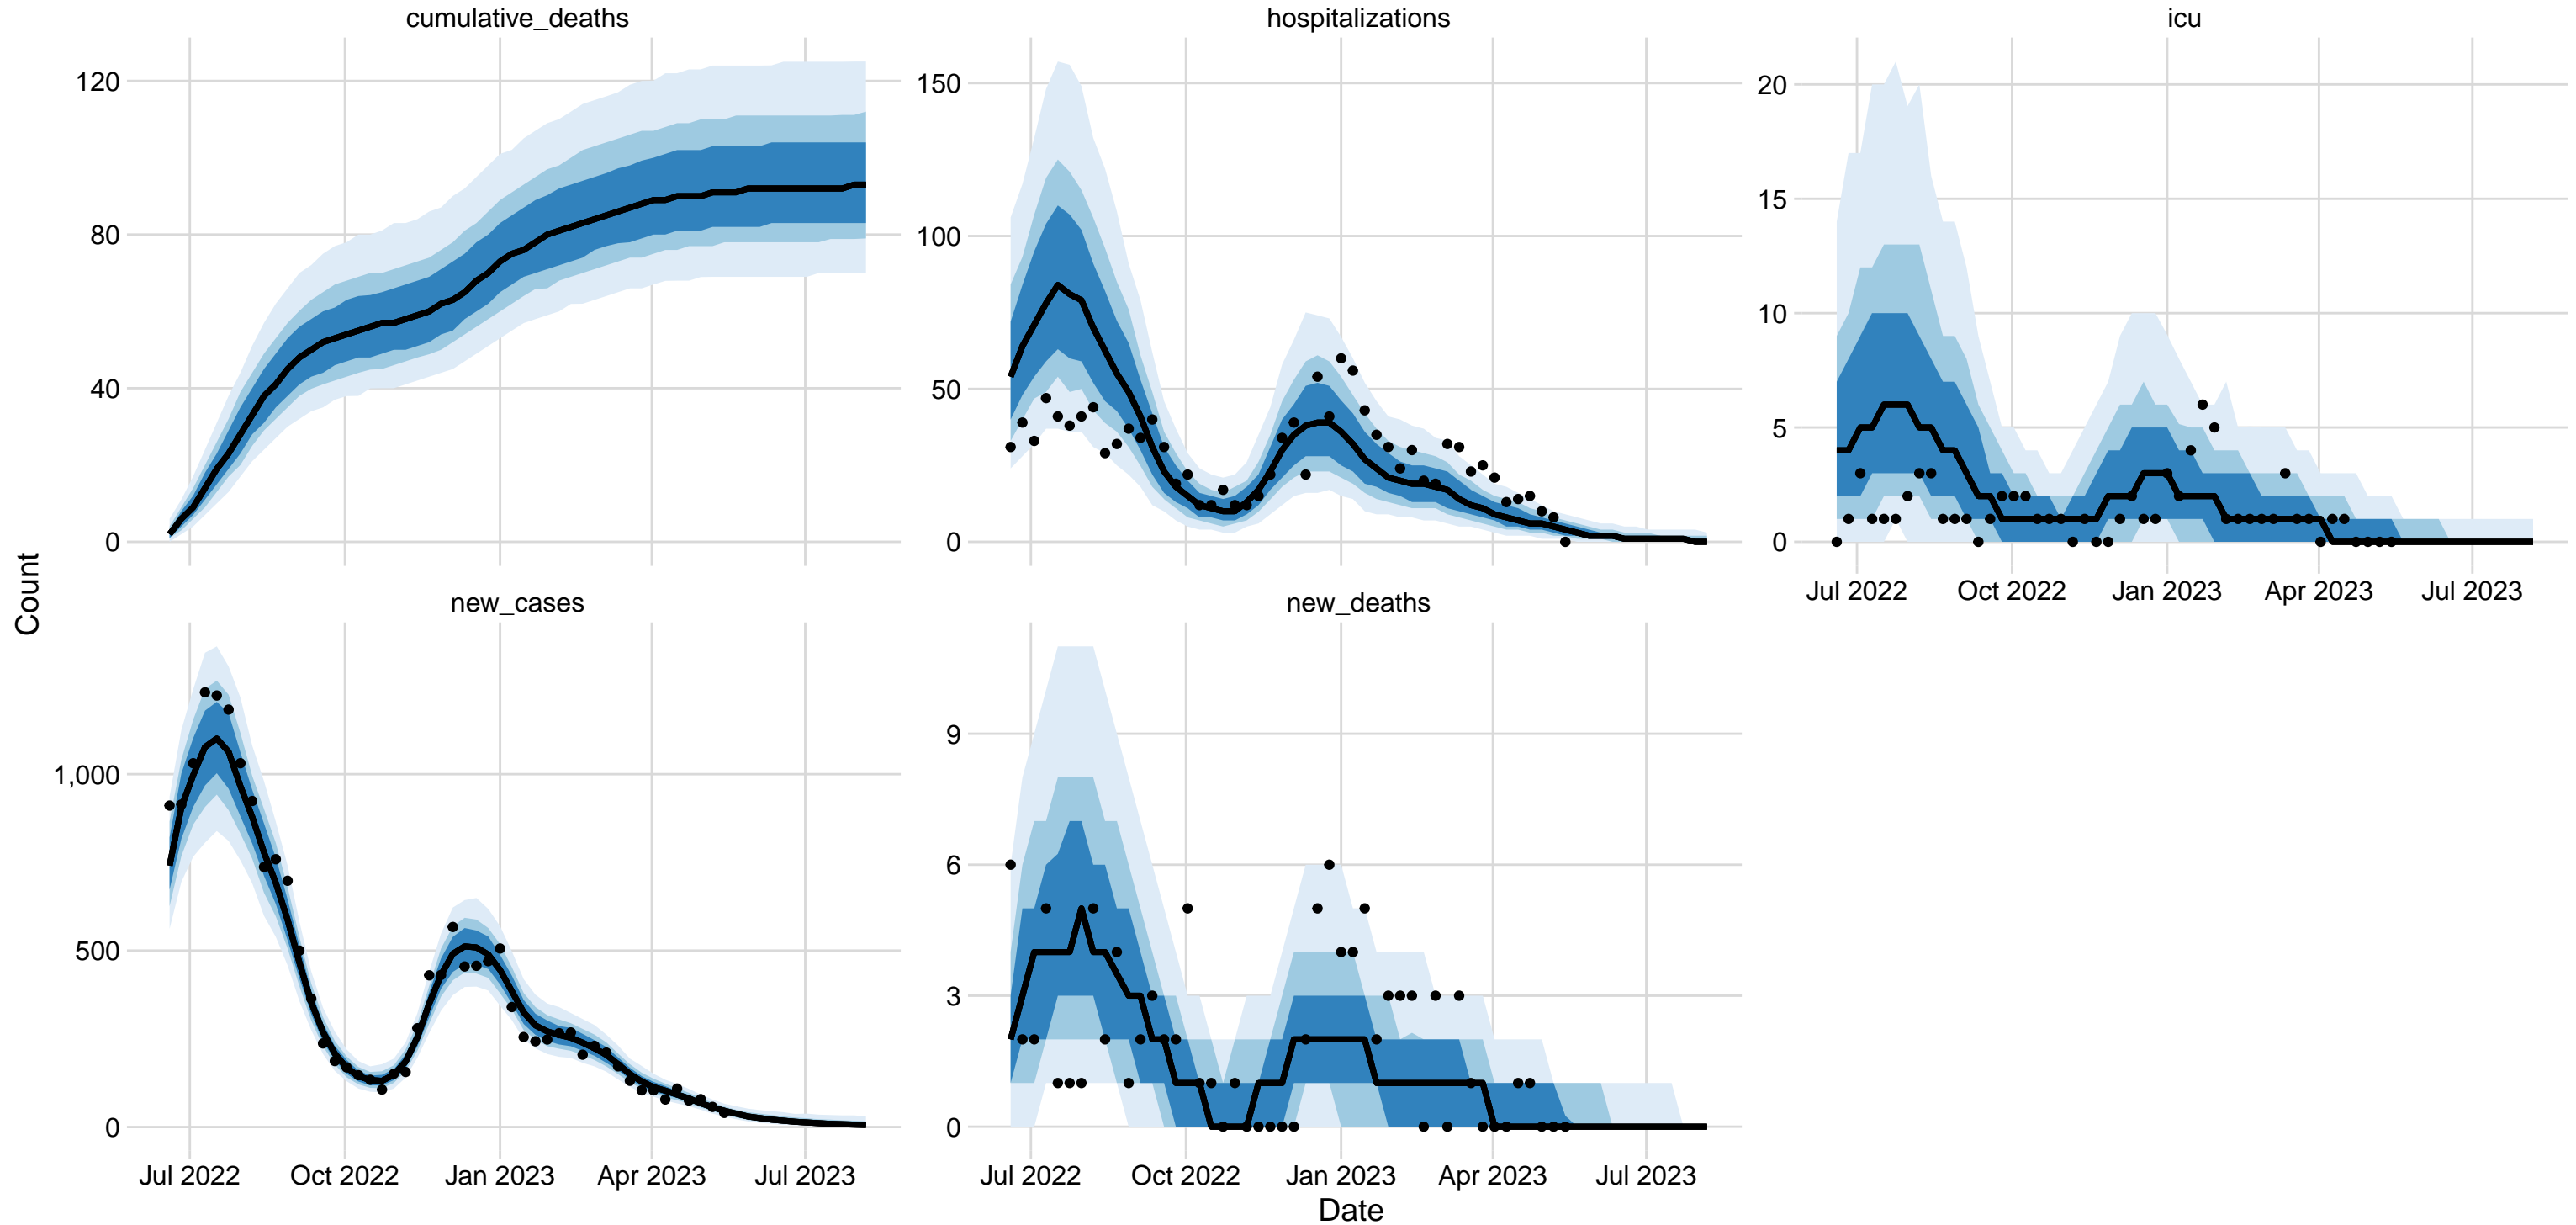 cumulative_deaths
hospitalizations
icu
120
80
40
0
150
100
50
0
20
15
10
5
0
Jul 2022 Oct 2022 Jan 2023 Apr 2023 Jul 2023
Count
new_cases
new_deaths
1,000
500
0
9
6
3
0
Jul 2022 Oct 2022 Jan 2023 Apr 2023 Jul 2023
Jul 2022 Oct 2022 Jan 2023 Apr 2023 Jul 2023
Date